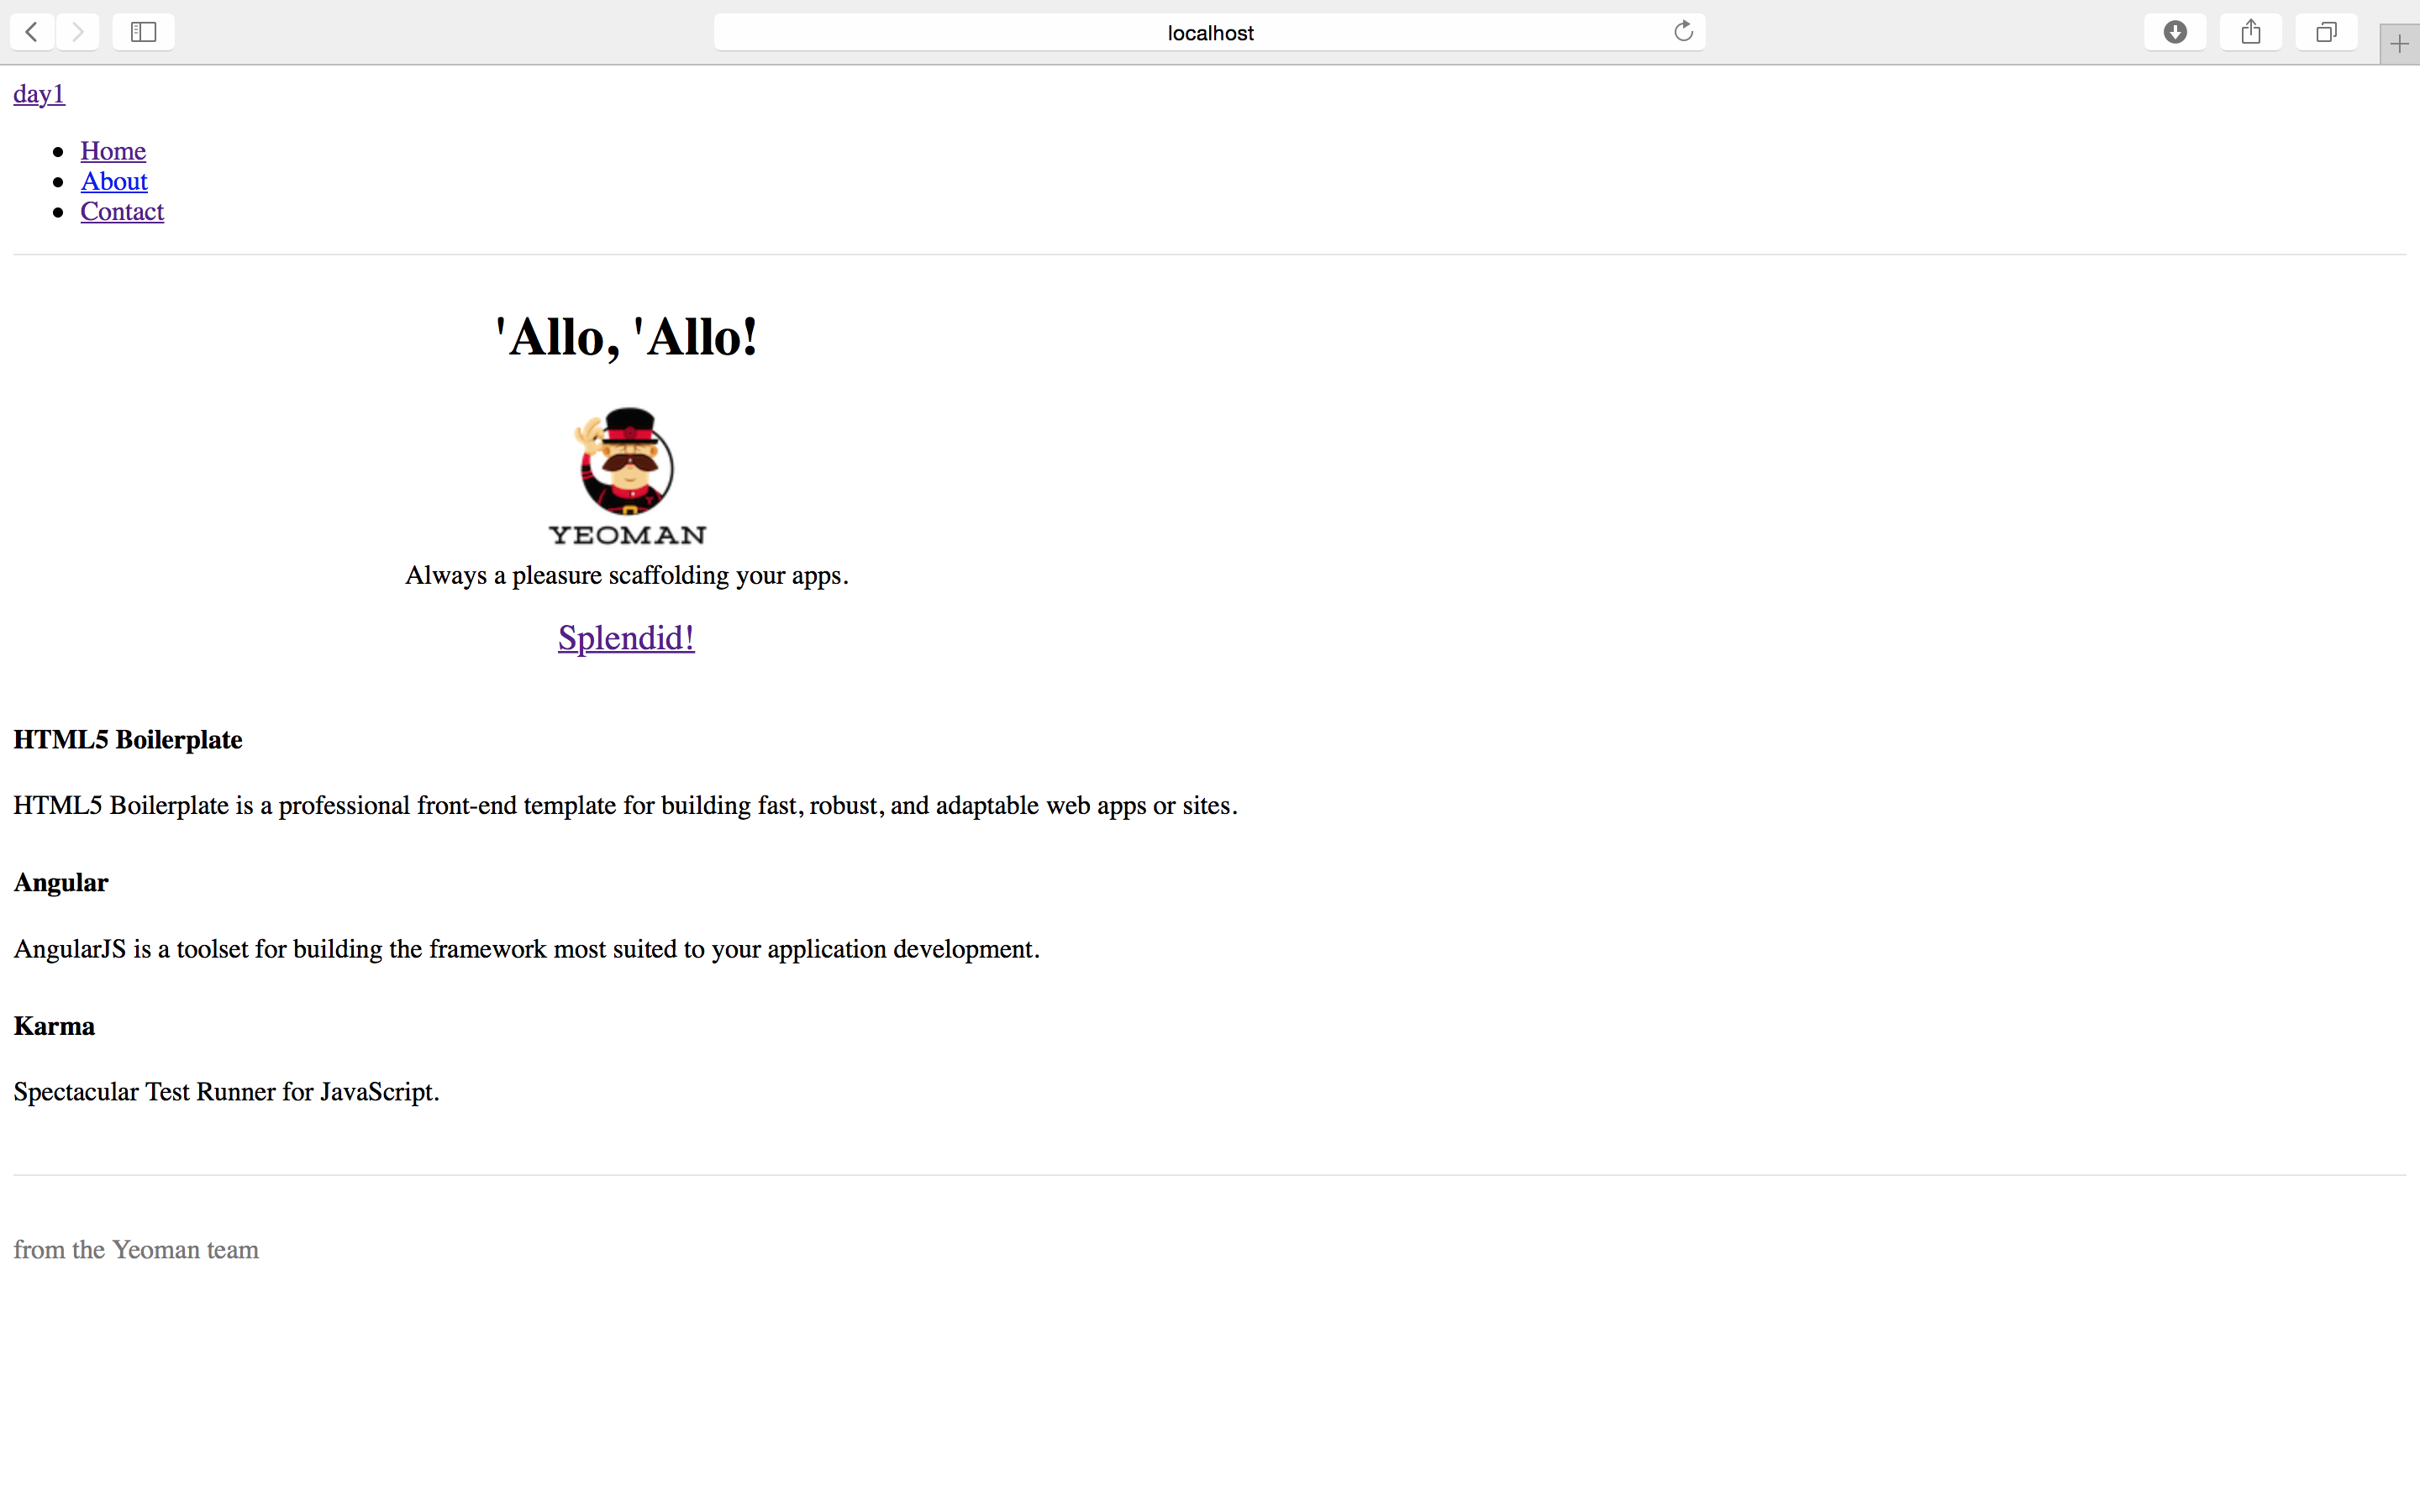 localhost
day1
Home
About
Contact
'Allo, 'Allo!
YEOMAN
Always a pleasure scaffolding your apps.
Splendid!
HTML5 Boilerplate
HTML5 Boilerplate is a professional front-end template for building fast, robust, and adaptable web apps or sites.
Angular
AngularJS is a toolset for building the framework most suited to your application development.
Karma
Spectacular Test Runner for JavaScript.
from the Yeoman team